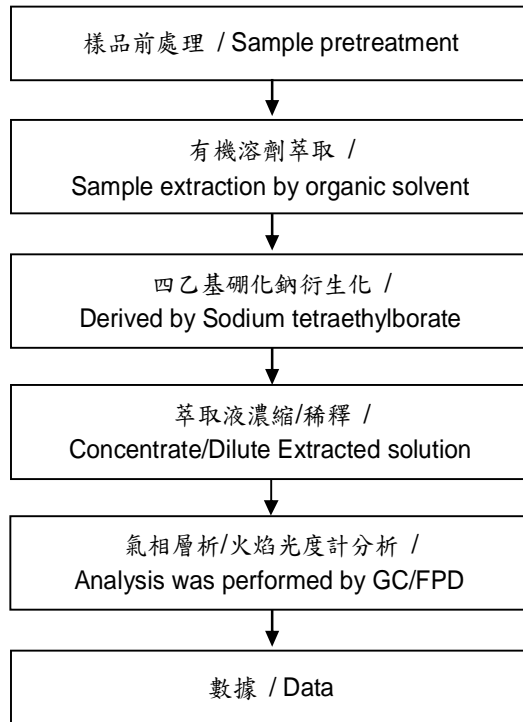 樣品前處理 / Sample pretreatment
有機溶劑萃取 /
Sample extraction by organic solvent
四乙基硼化鈉衍生化 /
Derived by Sodium tetraethylborate
萃取液濃縮/稀釋 /
Concentrate/Dilute Extracted solution
氣相層析/火焰光度計分析 /
Analysis was performed by GC/FPD
數據 / Data